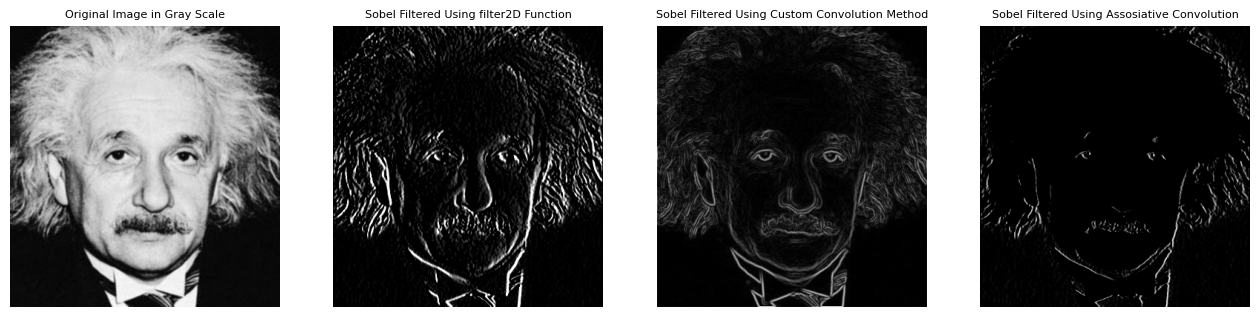 Original Image in Gray Scale
Sobel Filtered Using filter2D Function
Sobel Filtered Using Custom Convolution Method
Sobel Filtered Using Assosiative Convolution